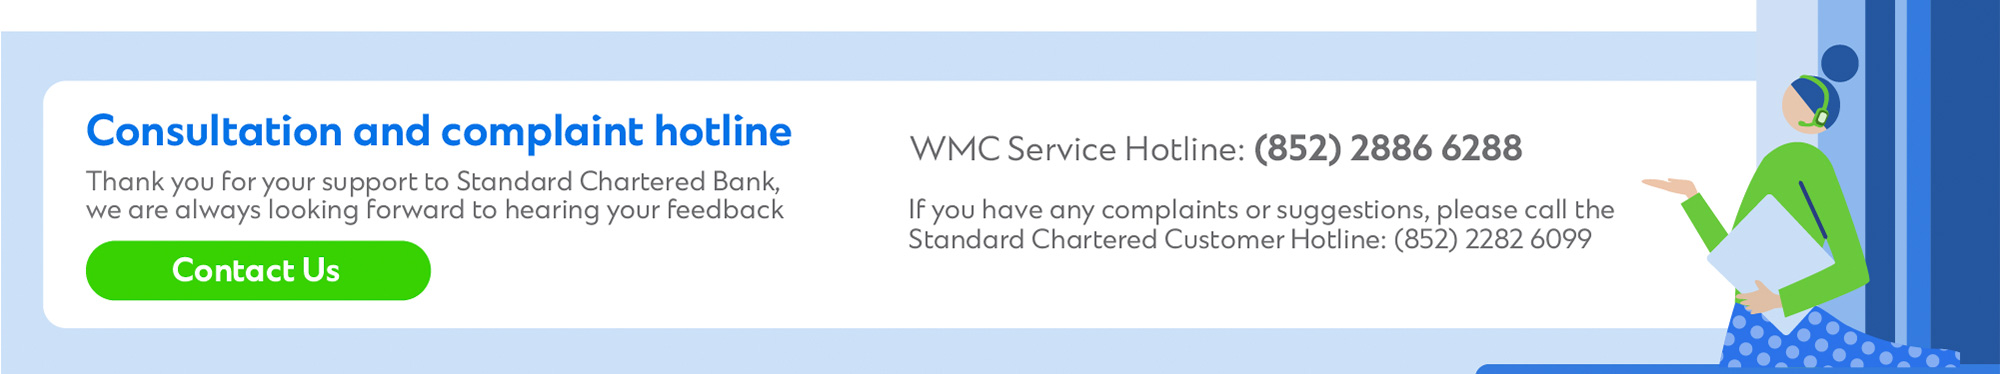 Consultation and complaint hotline
Thank you for your support to Standard Chartered Bank,
we are always looking forward to hearing your feedback
Contact Us
WMC Service Hotline: (852) 2886 6288
If you have any complaints or suggestions, please call the
Standard Chartered Customer Hotline: (852) 2282 6099